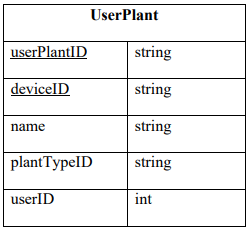 UserPlant
userPlantID string
deviceID string
name string
plantTypeID string
userID int